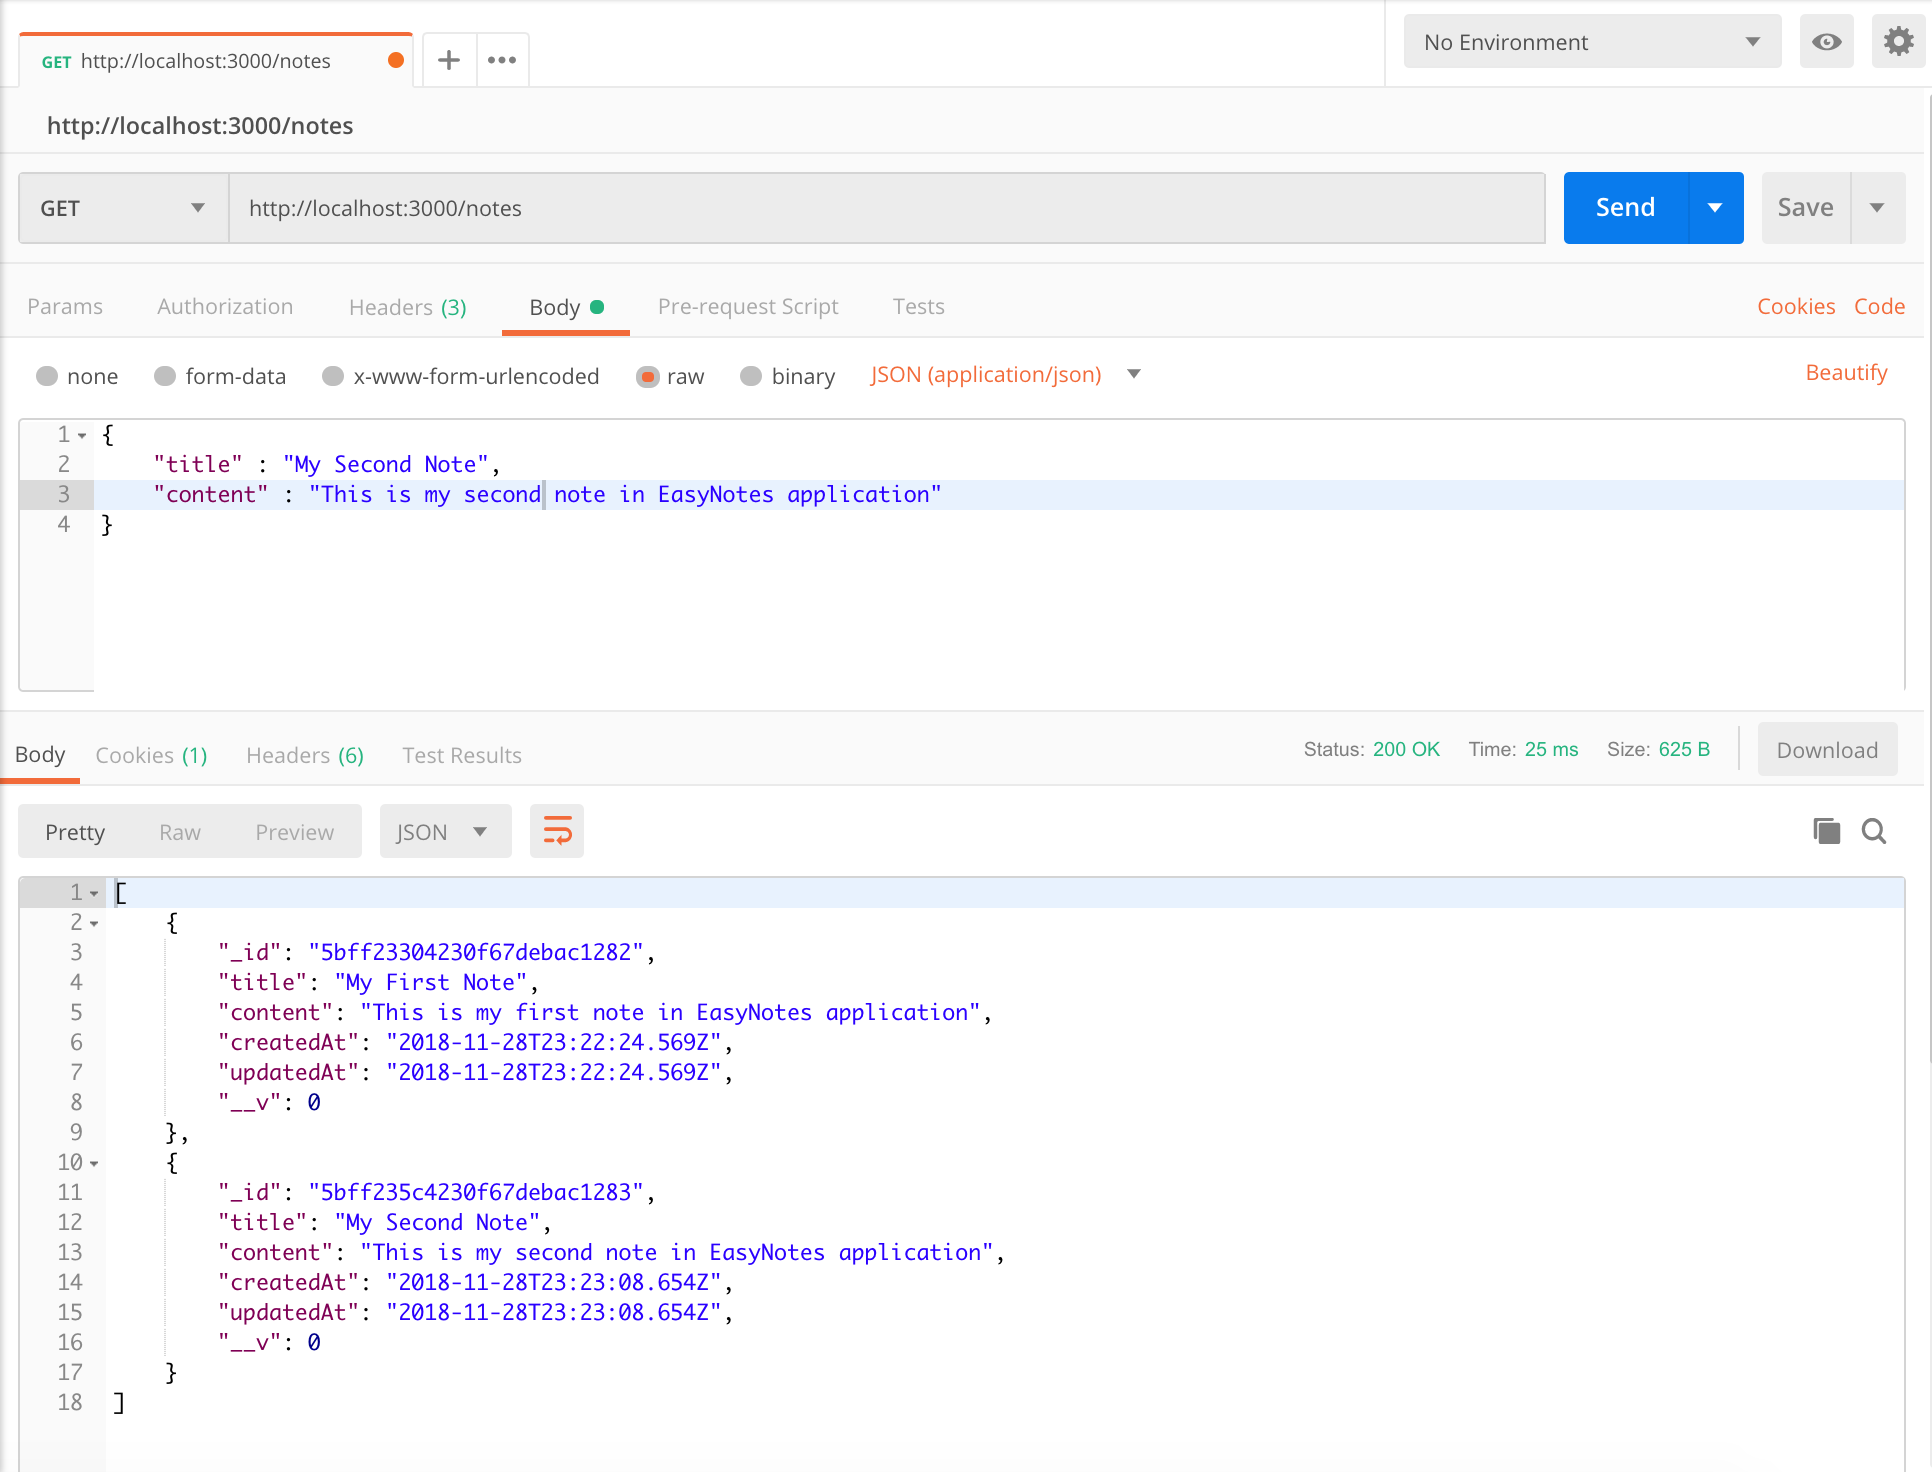 GET http://localhost:3000/notes
No Environment
http://localhost:3000/notes
GET http://localhost:3000/notes Send Save
Params Authorization Headers (3) Body Pre-request Script Tests Cookies Code
none form-data x-www-form-urlencoded raw binary JSON (application/json) Beautify
1 {
2 "title" : "My Second Note",
3 "content" : "This is my second note in EasyNotes application"
4 }
Body Cookies (1) Headers (6) Test Results Status: 200 OK Time: 25 ms Size: 625 B Download
Pretty Raw Preview JSON
1 [
2 {
3 "_id": "5bff23304230f67debac1282",
4 "title": "My First Note",
5 "content": "This is my first note in EasyNotes application",
6 "createdAt": "2018-11-28T23:22:24.569Z",
7 "updatedAt": "2018-11-28T23:22:24.569Z",
8 "__v": 0
9 },
10 {
11 "_id": "5bff235c4230f67debac1283",
12 "title": "My Second Note",
13 "content": "This is my second note in EasyNotes application",
14 "createdAt": "2018-11-28T23:23:08.654Z",
15 "updatedAt": "2018-11-28T23:23:08.654Z",
16 "__v": 0
17 }
18 ]